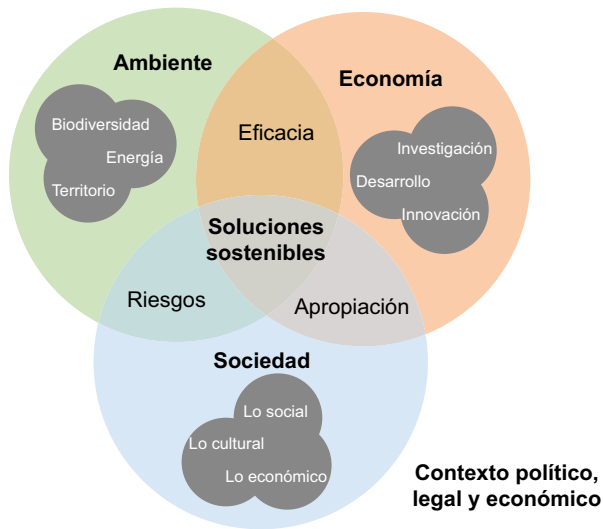 Ambiente
Economía
Biodiversidad
Energía
Territorio
Eficacia
Investigación
Desarrollo
Innovación
Soluciones
sostenibles
Riesgos
Apropiación
Sociedad
Lo social
Lo cultural
Lo económico
Contexto político,
legal y económico